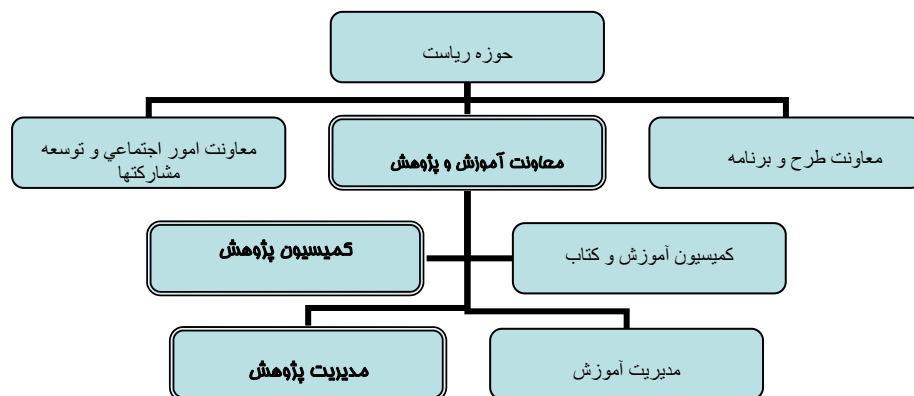 حوزه رياست
معاونت طرح و برنامه
معاونت آموزش و پژوهش
معاونت امور اجتماعي و توسعه
مشارکتها
کميسيون آموزش و کتاب
کميسيون پژوهش
مديريت آموزش
مديريت پژوهش